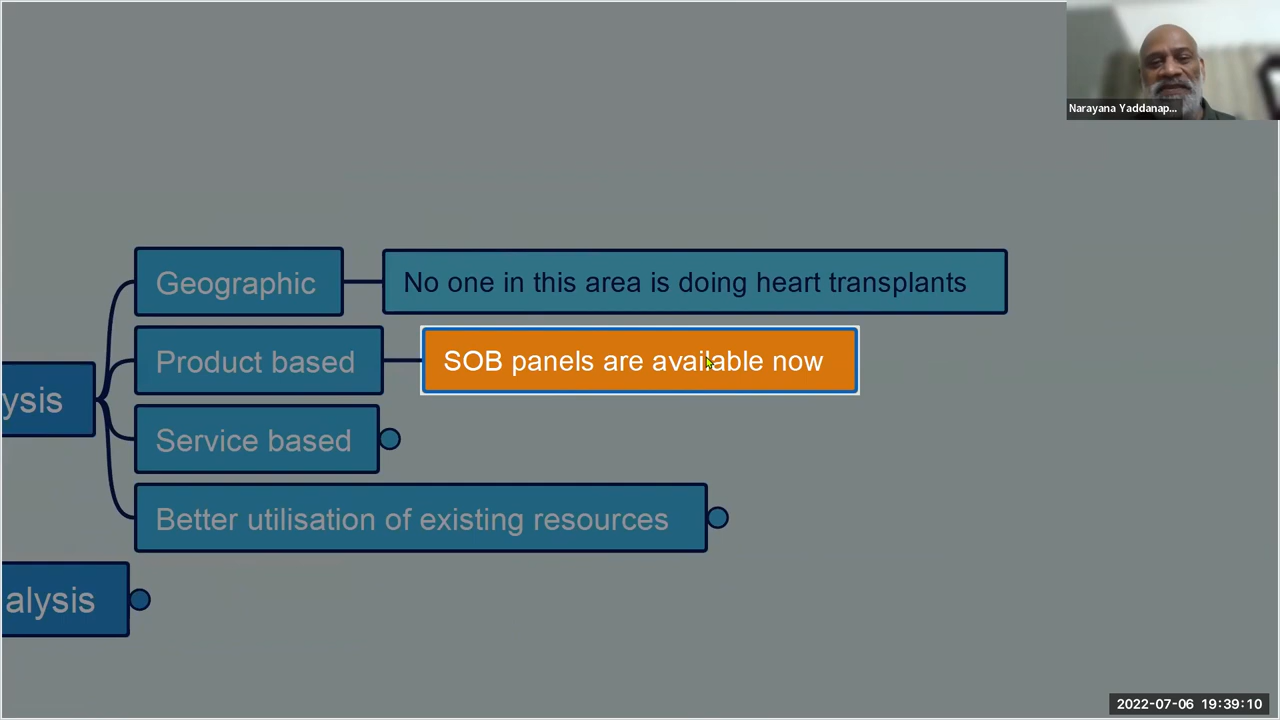 Narayana Yaddanap...
Geographic
No one in this area is doing heart transplants
Product based
SOB panels are available now
ysis
Service based
Better utilisation of existing resources
alysis
2022-07-06 19:39:10